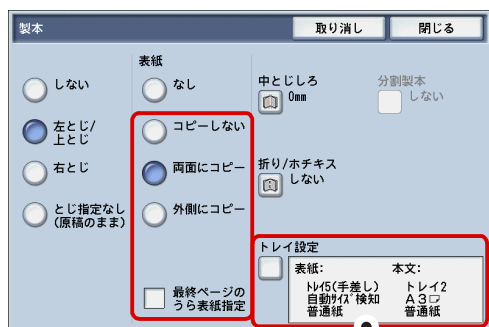 製本
取り消し
閉じる
しない
左とじ/
上とじ
右とじ
とじ指定なし
(原稿のまま)
表紙
なし
コピーしない
両面にコピー
外側にコピー
最終ページの
うら表紙指定
中とじしろ
0mm
分割製本
しない
折り/ホチキス
しない
トレイ設定
表紙:
トレイ5(手差し)
自動サイズ検知
普通紙
本文:
トレイ2
A3
普通紙